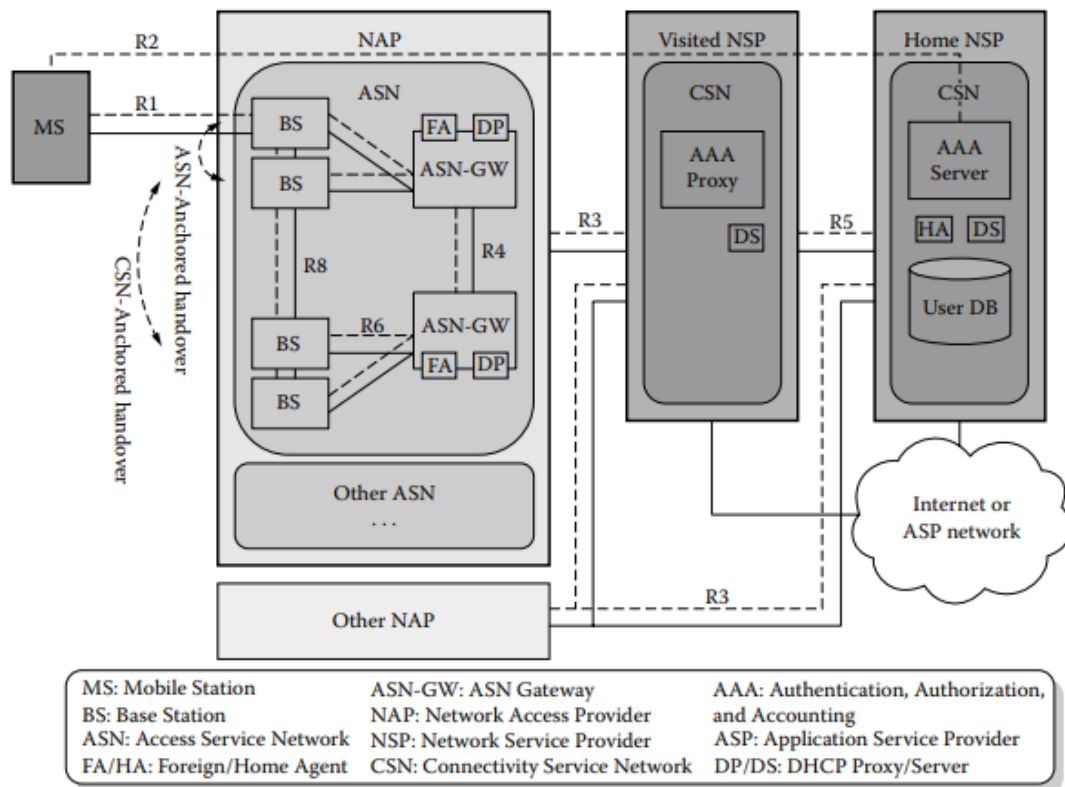 R2
NAP
Visited NSP
Home NSP
MS
R1
ASN
BS
FA
DP
ASN-GW
BS
CSN
AAA
Proxy
DS
CSN
AAA
Server
HA
DS
User DB
ASN-Anchored handover
CSN-Anchored handover
R8
R4
R3
R5
BS
R6
ASN-GW
FA
DP
BS
Other ASN
. . .
Internet or
ASP network
Other NAP
R3
MS: Mobile Station
BS: Base Station
ASN: Access Service Network
FA/HA: Foreign/Home Agent
ASN-GW: ASN Gateway
NAP: Network Access Provider
NSP: Network Service Provider
CSN: Connectivity Service Network
AAA: Authentication, Authorization,
and Accounting
ASP: Application Service Provider
DP/DS: DHCP Proxy/Server